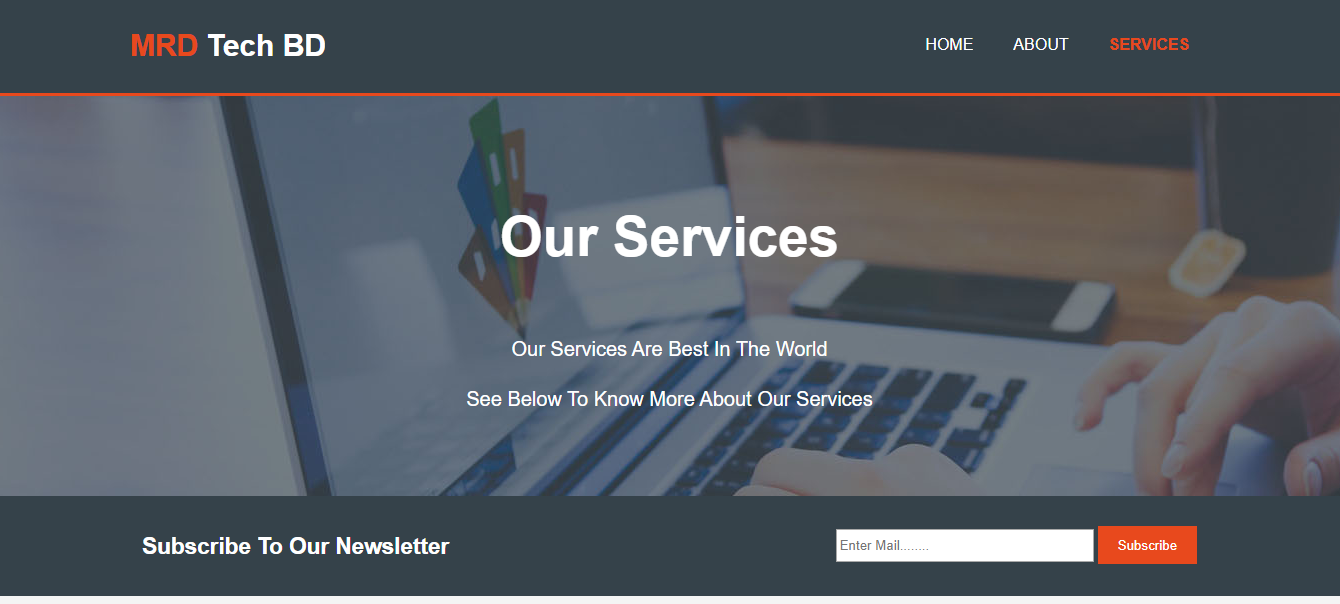 MRD Tech BD
HOME ABOUT SERVICES
Our Services
Our Services Are Best In The World
See Below To Know More About Our Services
Subscribe To Our Newsletter
Enter Mail........
Subscribe